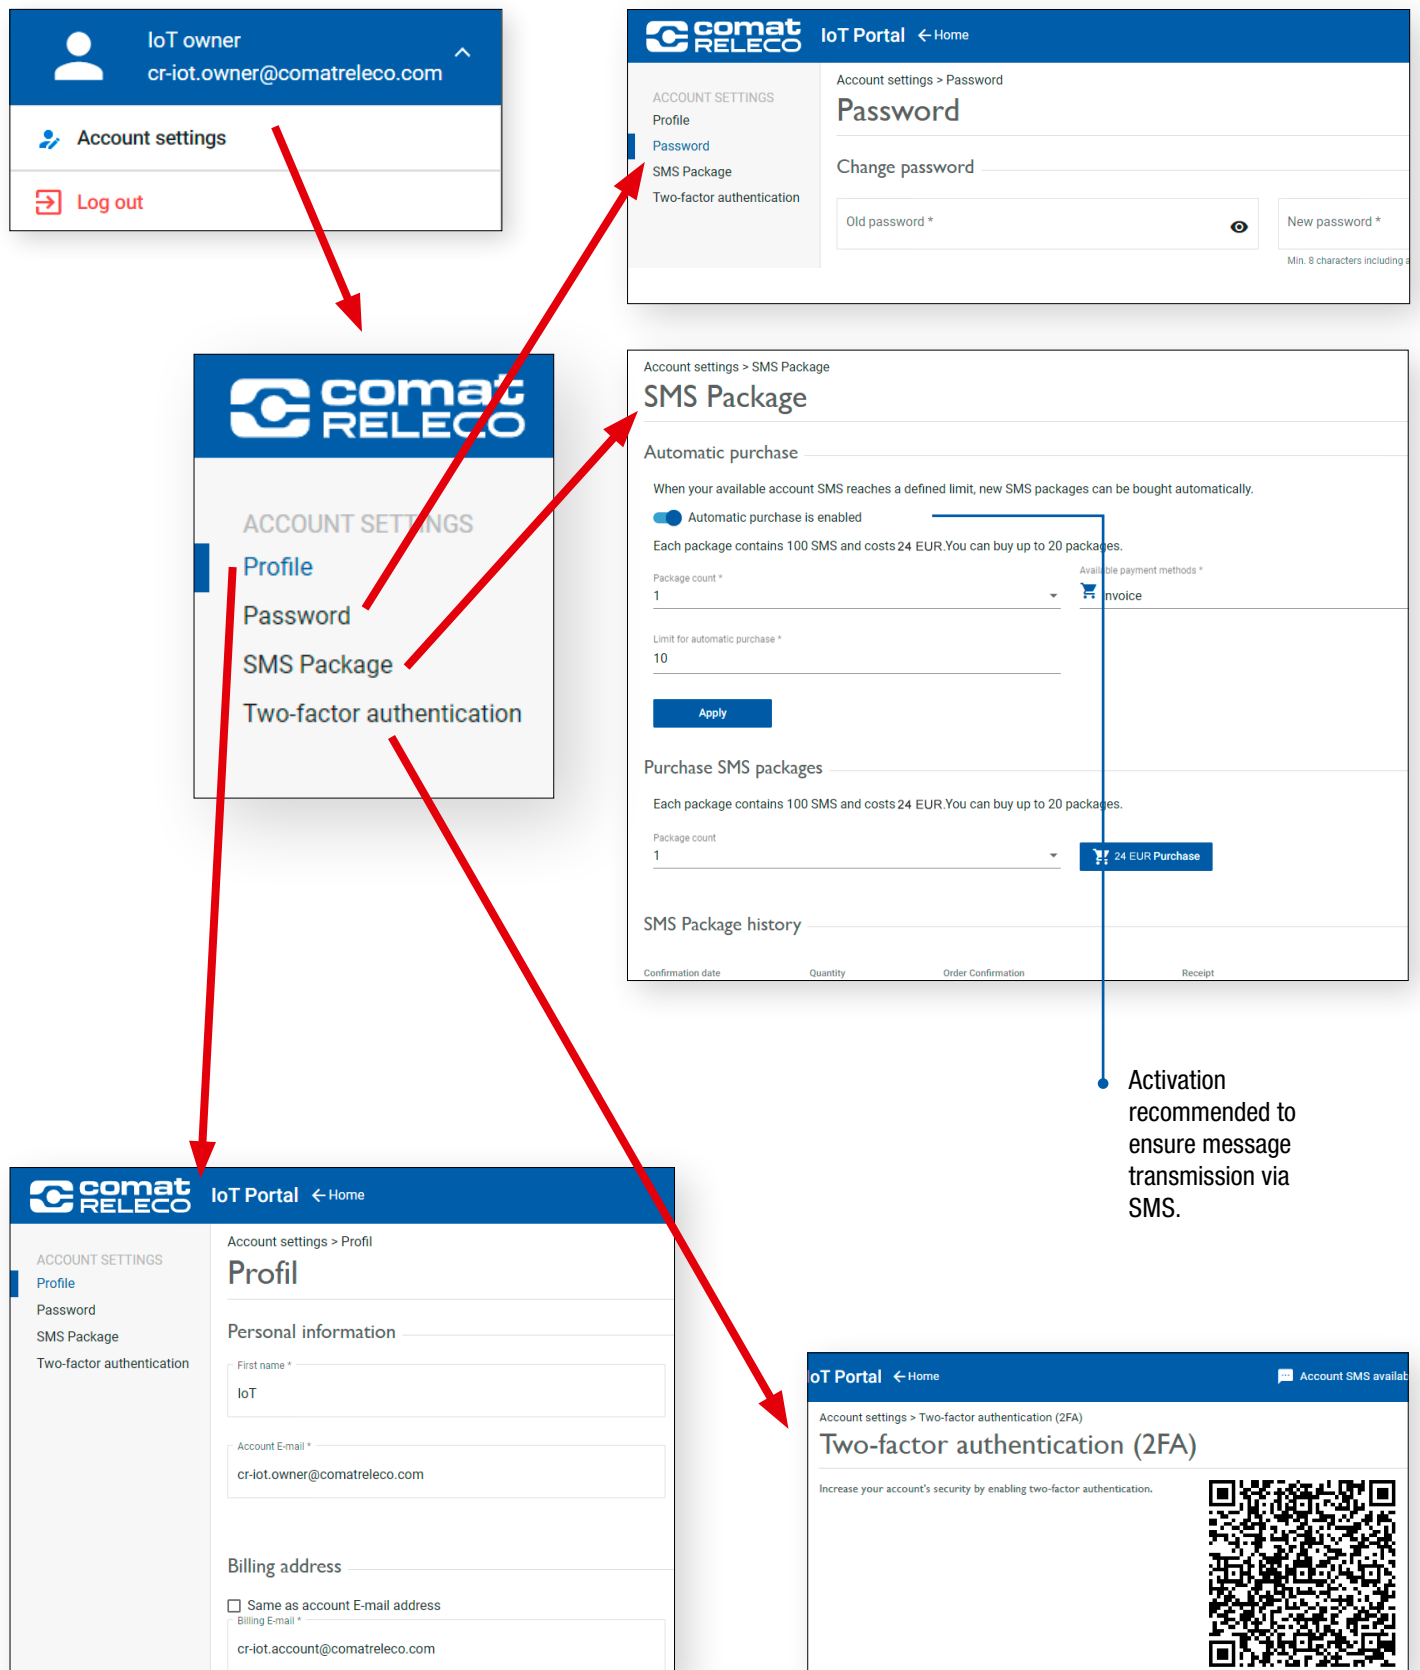 IoT owner
cr-iot.owner@comatreleco.com
Account settings
Log out
comat
RELECO
IoT Portal
Home
ACCOUNT SETTINGS
Profile
Password
SMS Package
Two-factor authentication
Account settings > Password
Password
Change password
Old password *
New password *
Min. 8 characters including a
comat
RELECO
ACCOUNT SETTINGS
Profile
Password
SMS Package
Two-factor authentication
Account settings > SMS Package
SMS Package
Automatic purchase
When your available account SMS reaches a defined limit, new SMS packages can be bought automatically.
Automatic purchase is enabled
Each package contains 100 SMS and costs 24 EUR.You can buy up to 20 packages.
Package count *
1
Available payment methods *
Invoice
Limit for automatic purchase *
10
Apply
Purchase SMS packages
Each package contains 100 SMS and costs 24 EUR.You can buy up to 20 packages.
Package count
1
24 EUR Purchase
SMS Package history
Confirmation date Quantity Order Confirmation Receipt
Activation
recommended to
ensure message
transmission via
SMS.
comat
RELECO
IoT Portal
Home
ACCOUNT SETTINGS
Profile
Password
SMS Package
Two-factor authentication
Account settings > Profil
Profil
Personal information
First name *
IoT
Account E-mail *
cr-iot.owner@comatreleco.com
Billing address
Same as account E-mail address
Billing E-mail *
cr-iot.account@comatreleco.com
IoT Portal
Home
Account SMS availab
Account settings > Two-factor authentication (2FA)
Two-factor authentication (2FA)
Increase your account's security by enabling two-factor authentication.